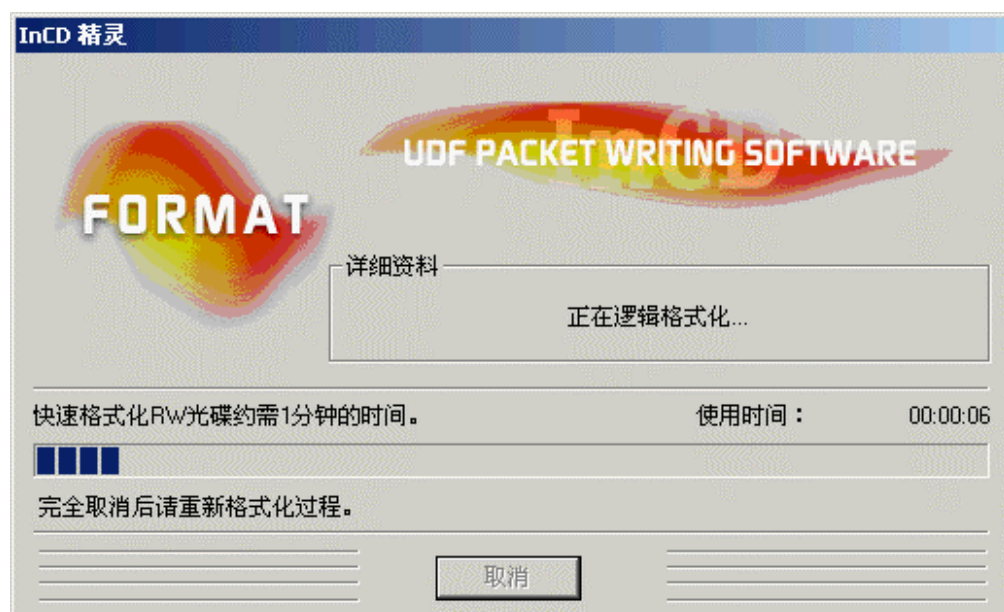 InCD 精灵
InCD
UDF PACKET WRITING SOFTWARE
FORMAT
详细资料
正在逻辑格式化...
快速格式化RW光碟约需1分钟的时间。 使用时间： 00:00:06
完全取消后请重新格式化过程。
取消